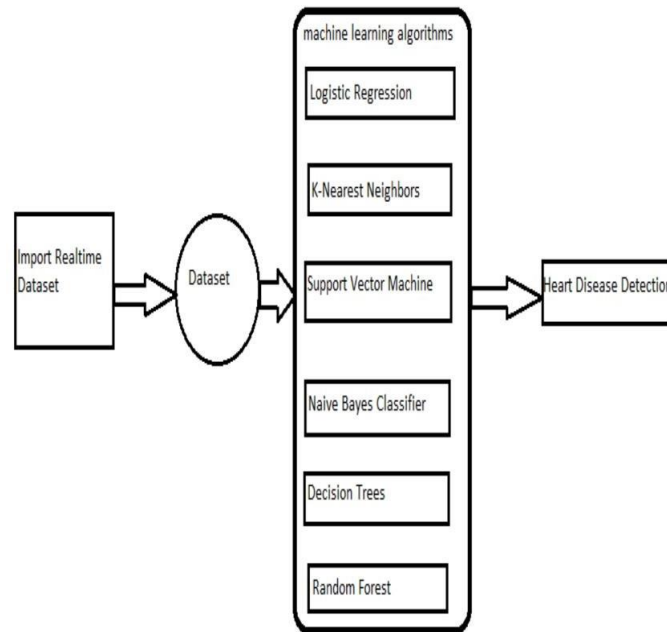 Import Realtime
Dataset
Dataset
machine learning algorithms
Logistic Regression
K-Nearest Neighbors
Support Vector Machine
Naive Bayes Classifier
Decision Trees
Random Forest
Heart Disease Detection